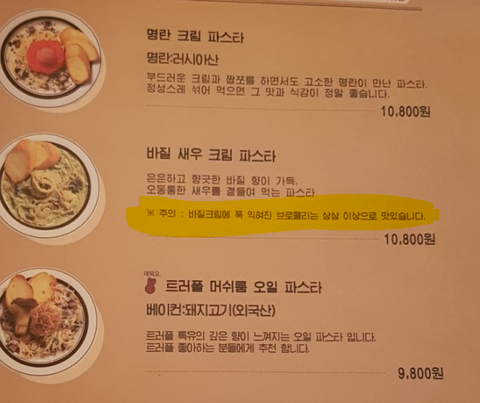 명란 크림 파스타
명란:러시아산
부드러운 크림과 짤쪼롬 하면서도 고소한 명란이 만난 파스타.
정성스레 섞어 먹으면 그 맛과 식감이 정말 좋습니다.
10,800원
바질 새우 크림 파스타
은은하고 향긋한 바질 향이 가득,
오동통한 새우를 곁들여 먹는 파스타
※ 주의 : 바질크림에 푹 익혀진 브로콜리는 상상 이상으로 맛있습니다.
10,800원
매워요.
트러플 머쉬룸 오일 파스타
베이컨:돼지고기(외국산)
트러플 특유의 깊은 향이 느껴지는 오일 파스타 입니다.
트러플 좋아하는 분들에게 추천 합니다.
9,800원